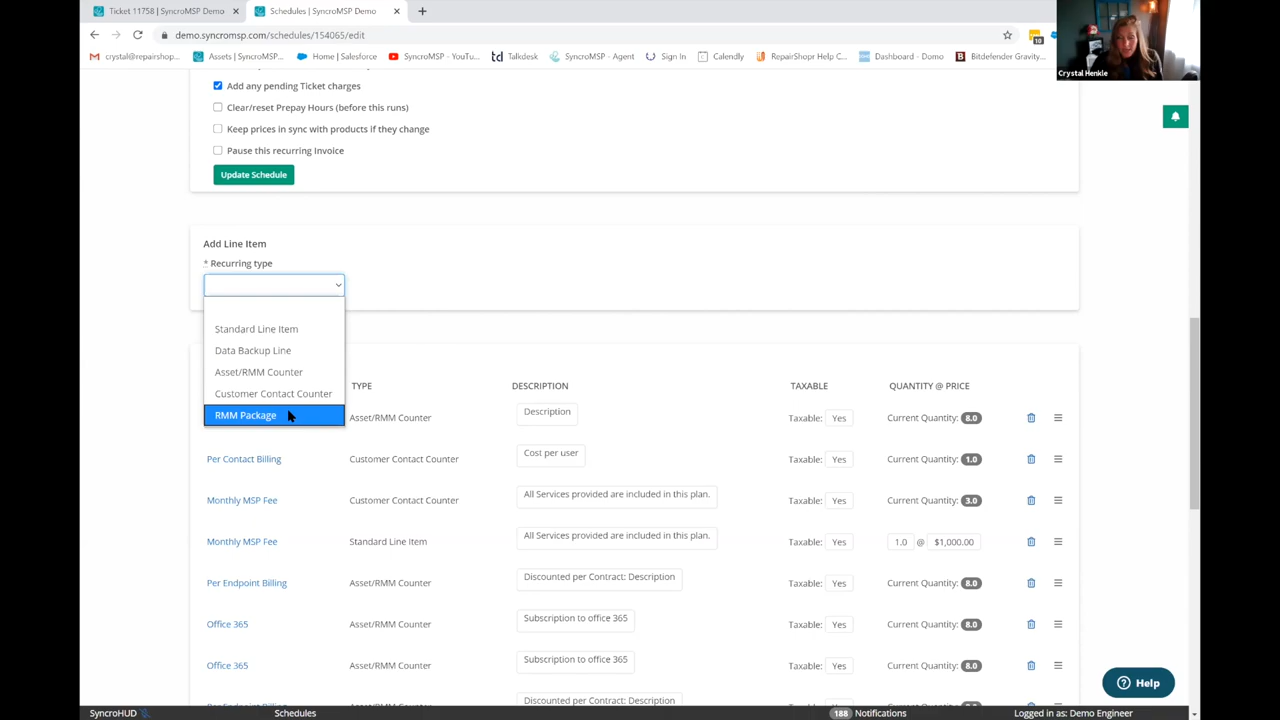 Ticket 11758 | SyncroMSP Demo
Schedules | SyncroMSP Demo
demo.syncromsp.com/schedules/154065/edit
crystal@repairshop...
Assets | SyncroMSP...
Home | Salesforce
SyncroMSP - YouTu...
Talkdesk
SyncroMSP - Agent
Sign In
Calendly
RepairShopr Help C...
Dashboard - Domo
Bitdefender Gravity...
10
Crystal Henkle
Add any pending Ticket charges
Clear/reset Prepay Hours (before this runs)
Keep prices in sync with products if they change
Pause this recurring Invoice
Update Schedule
Add Line Item
* Recurring type
Standard Line Item
Data Backup Line
Asset/RMM Counter
Customer Contact Counter
RMM Package
TYPE DESCRIPTION TAXABLE QUANTITY @ PRICE
Asset/RMM Counter Description Taxable: Yes Current Quantity: 8.0
Per Contact Billing Customer Contact Counter Cost per user Taxable: Yes Current Quantity: 1.0
Monthly MSP Fee Customer Contact Counter All Services provided are included in this plan. Taxable: Yes Current Quantity: 3.0
Monthly MSP Fee Standard Line Item All Services provided are included in this plan. Taxable: Yes 1.0 @ $1,000.00
Per Endpoint Billing Asset/RMM Counter Discounted per Contract: Description Taxable: Yes Current Quantity: 8.0
Office 365 Asset/RMM Counter Subscription to office 365 Taxable: Yes Current Quantity: 8.0
Office 365 Asset/RMM Counter Subscription to office 365 Taxable: Yes Current Quantity: 8.0
Discounted per Contract: Description
Help
SyncroHUD
Schedules
188 Notifications
Logged in as: Demo Engineer